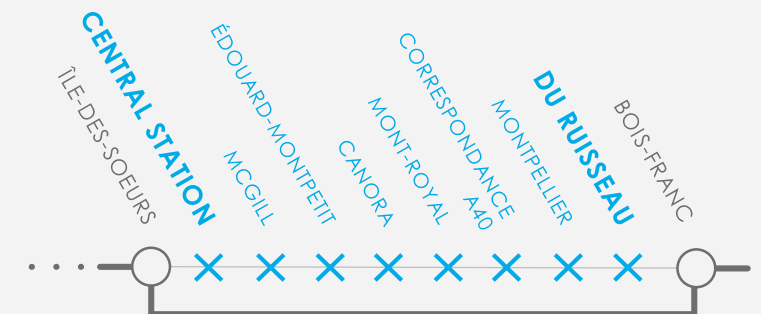 ÎLE-DES-SOEURS
CENTRAL STATION
MCGILL
ÉDOUARD-MONTPETIT
CANORA
MONT-ROYAL
CORRESPONDANCE
A40
MONTPELLIER
DU RUISSEAU
BOIS-FRANC